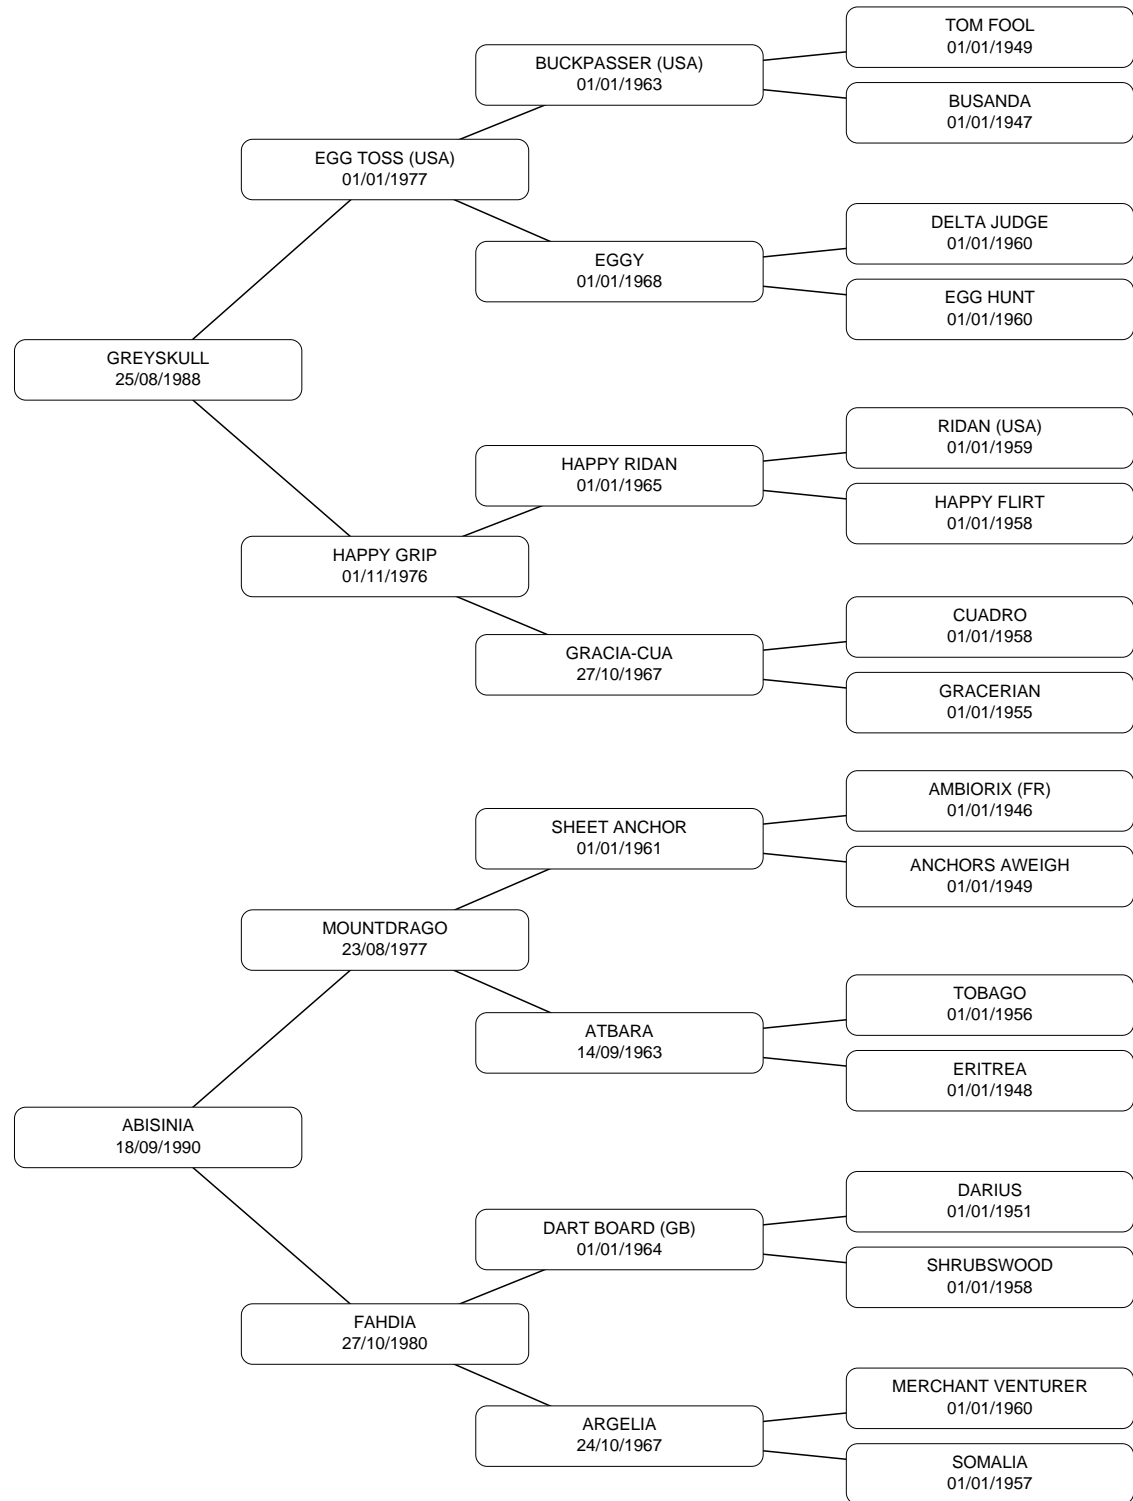 TOM FOOL
01/01/1949
BUCKPASSER (USA)
01/01/1963
BUSANDA
01/01/1947
EGG TOSS (USA)
01/01/1977
DELTA JUDGE
01/01/1960
EGGY
01/01/1968
EGG HUNT
01/01/1960
GREYSKULL
25/08/1988
RIDAN (USA)
01/01/1959
HAPPY RIDAN
01/01/1965
HAPPY FLIRT
01/01/1958
HAPPY GRIP
01/11/1976
CUADRO
01/01/1958
GRACIA-CUA
27/10/1967
GRACERIAN
01/01/1955
AMBIORIX (FR)
01/01/1946
SHEET ANCHOR
01/01/1961
ANCHORS AWEIGH
01/01/1949
MOUNTDRAGO
23/08/1977
TOBAGO
01/01/1956
ATBARA
14/09/1963
ERITREA
01/01/1948
ABISINIA
18/09/1990
DARIUS
01/01/1951
DART BOARD (GB)
01/01/1964
SHRUBSWOOD
01/01/1958
FAHDIA
27/10/1980
MERCHANT VENTURER
01/01/1960
ARGELIA
24/10/1967
SOMALIA
01/01/1957